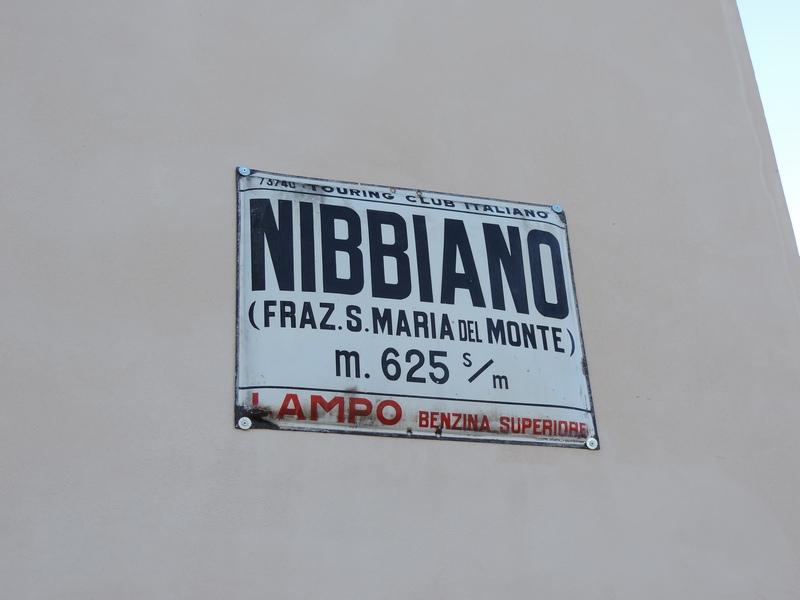 73740 · TOURING CLUB ITALIANO
NIBBIANO
(FRAZ. S. MARIA DEL MONTE)
m. 625 s/m
LAMPO BENZINA SUPERIORE